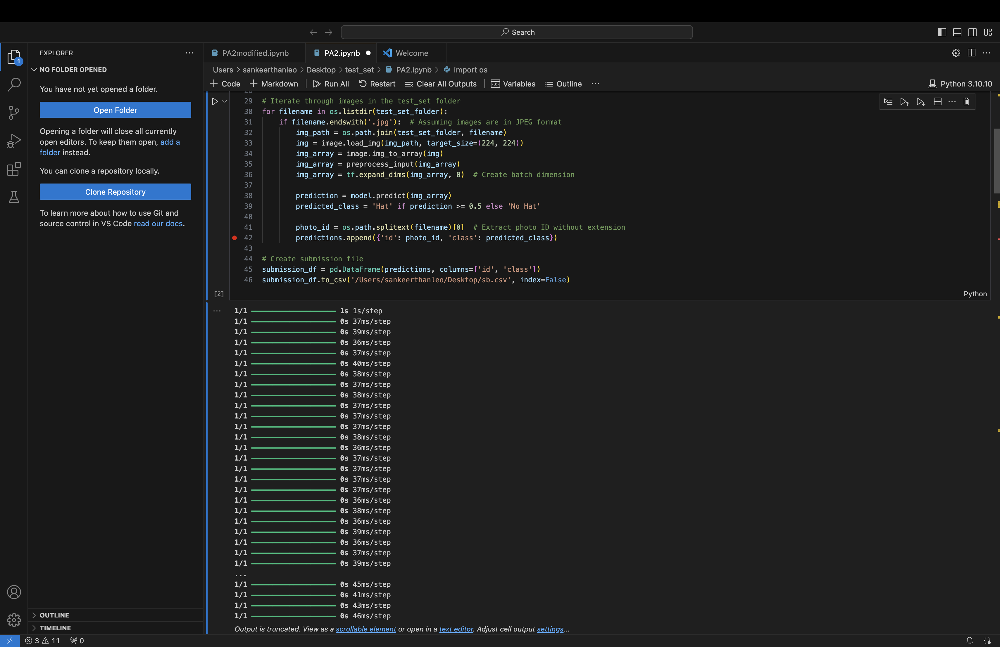 Search
EXPLORER
NO FOLDER OPENED
You have not yet opened a folder.
Open Folder
Opening a folder will close all currently
open editors. To keep them open, add a
folder instead.
You can clone a repository locally.
Clone Repository
To learn more about how to use Git and
source control in VS Code read our docs.
OUTLINE
TIMELINE
1
PA2modified.ipynb PA2.ipynb Welcome
Users > sankeerthanleo > Desktop > test_set > PA2.ipynb > import os
+ Code + Markdown Run All Restart Clear All Outputs Variables Outline ... Python 3.10.10
29 # Iterate through images in the test_set folder
30 for filename in os.listdir(test_set_folder):
31 if filename.endswith('.jpg'): # Assuming images are in JPEG format
32 img_path = os.path.join(test_set_folder, filename)
33 img = image.load_img(img_path, target_size=(224, 224))
34 img_array = image.img_to_array(img)
35 img_array = preprocess_input(img_array)
36 img_array = tf.expand_dims(img_array, 0) # Create batch dimension
37
38 prediction = model.predict(img_array)
39 predicted_class = 'Hat' if prediction >= 0.5 else 'No Hat'
40
41 photo_id = os.path.splitext(filename)[0] # Extract photo ID without extension
42 predictions.append({'id': photo_id, 'class': predicted_class})
43
44 # Create submission file
45 submission_df = pd.DataFrame(predictions, columns=['id', 'class'])
46 submission_df.to_csv('/Users/sankeerthanleo/Desktop/sb.csv', index=False)
[2] Python
1/1 1s 1s/step
1/1 0s 37ms/step
1/1 0s 39ms/step
1/1 0s 36ms/step
1/1 0s 37ms/step
1/1 0s 40ms/step
1/1 0s 38ms/step
1/1 0s 37ms/step
1/1 0s 38ms/step
1/1 0s 37ms/step
1/1 0s 37ms/step
1/1 0s 37ms/step
1/1 0s 38ms/step
1/1 0s 36ms/step
1/1 0s 37ms/step
1/1 0s 37ms/step
1/1 0s 37ms/step
1/1 0s 37ms/step
1/1 0s 36ms/step
1/1 0s 38ms/step
1/1 0s 36ms/step
1/1 0s 39ms/step
1/1 0s 36ms/step
1/1 0s 37ms/step
1/1 0s 39ms/step
...
1/1 0s 45ms/step
1/1 0s 41ms/step
1/1 0s 43ms/step
1/1 0s 46ms/step
Output is truncated. View as a scrollable element or open in a text editor. Adjust cell output settings...
3 11 0